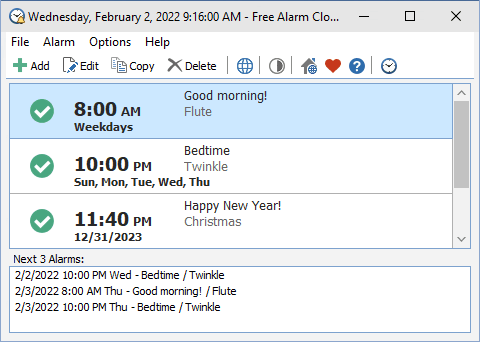 Wednesday, February 2, 2022 9:16:00 AM - Free Alarm Clo...
File Alarm Options Help
Add Edit Copy Delete
8:00 AM
Weekdays
Good morning!
Flute
10:00 PM
Sun, Mon, Tue, Wed, Thu
Bedtime
Twinkle
11:40 PM
12/31/2023
Happy New Year!
Christmas
Next 3 Alarms:
2/2/2022 10:00 PM Wed - Bedtime / Twinkle
2/3/2022 8:00 AM Thu - Good morning! / Flute
2/3/2022 10:00 PM Thu - Bedtime / Twinkle